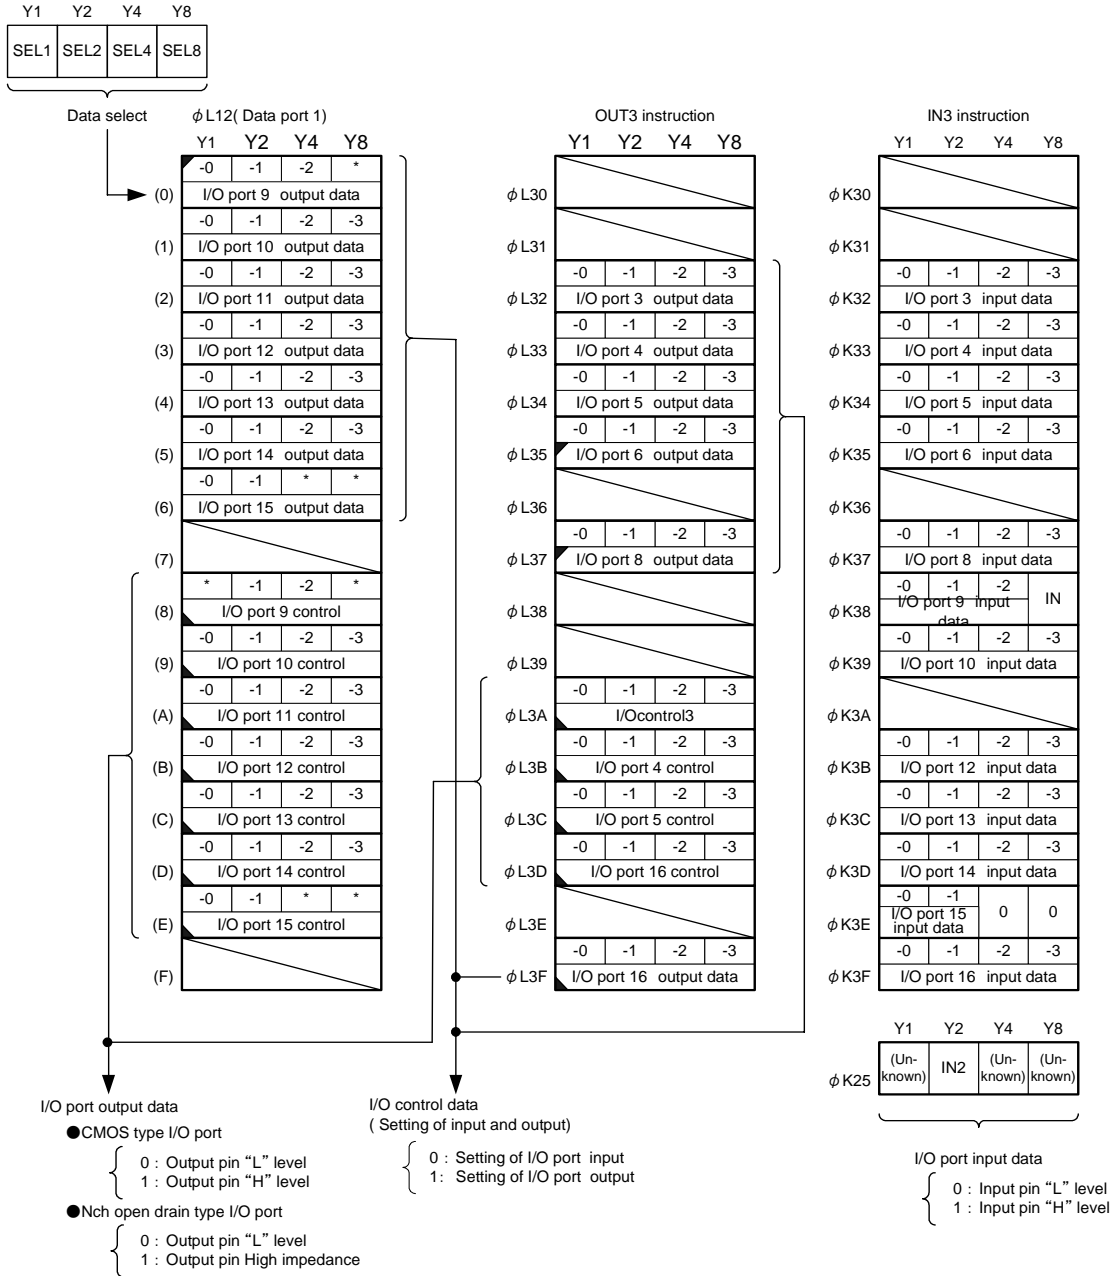 Y1 Y2 Y4 Y8
SEL1 SEL2 SEL4 SEL8
Data select
φL12( Data port 1)
Y1 Y2 Y4 Y8
-0 -1 -2 *
(0) I/O port 9 output data
-0 -1 -2 -3
(1) I/O port 10 output data
-0 -1 -2 -3
(2) I/O port 11 output data
-0 -1 -2 -3
(3) I/O port 12 output data
-0 -1 -2 -3
(4) I/O port 13 output data
-0 -1 -2 -3
(5) I/O port 14 output data
-0 -1 * *
(6) I/O port 15 output data
(7)
* -1 -2 *
(8) I/O port 9 control
-0 -1 -2 -3
(9) I/O port 10 control
-0 -1 -2 -3
(A) I/O port 11 control
-0 -1 -2 -3
(B) I/O port 12 control
-0 -1 -2 -3
(C) I/O port 13 control
-0 -1 -2 -3
(D) I/O port 14 control
-0 -1 * *
(E) I/O port 15 control
(F)
OUT3 instruction
Y1 Y2 Y4 Y8
φL30
φL31
-0 -1 -2 -3
φL32 I/O port 3 output data
-0 -1 -2 -3
φL33 I/O port 4 output data
-0 -1 -2 -3
φL34 I/O port 5 output data
-0 -1 -2 -3
φL35 I/O port 6 output data
φL36
-0 -1 -2 -3
φL37 I/O port 8 output data
φL38
φL39
-0 -1 -2 -3
φL3A I/Ocontrol3
-0 -1 -2 -3
φL3B I/O port 4 control
-0 -1 -2 -3
φL3C I/O port 5 control
-0 -1 -2 -3
φL3D I/O port 16 control
φL3E
-0 -1 -2 -3
φL3F I/O port 16 output data
IN3 instruction
Y1 Y2 Y4 Y8
φK30
φK31
-0 -1 -2 -3
φK32 I/O port 3 input data
-0 -1 -2 -3
φK33 I/O port 4 input data
-0 -1 -2 -3
φK34 I/O port 5 input data
-0 -1 -2 -3
φK35 I/O port 6 input data
φK36
-0 -1 -2 -3
φK37 I/O port 8 input data
-0 -1 -2 IN
φK38 I/O port 9 input
data
-0 -1 -2 -3
φK39 I/O port 10 input data
φK3A
-0 -1 -2 -3
φK3B I/O port 12 input data
-0 -1 -2 -3
φK3C I/O port 13 input data
-0 -1 -2 -3
φK3D I/O port 14 input data
-0 -1 0 0
φK3E I/O port 15
input data
-0 -1 -2 -3
φK3F I/O port 16 input data
Y1 Y2 Y4 Y8
φK25 (Un-known) IN2 (Un-known) (Un-known)
I/O port output data
●CMOS type I/O port
0 : Output pin “L” level
1 : Output pin “H” level
●Nch open drain type I/O port
0 : Output pin “L” level
1 : Output pin High impedance
I/O control data
( Setting of input and output)
0 : Setting of I/O port input
1: Setting of I/O port output
I/O port input data
0 : Input pin “L” level
1 : Input pin “H” level